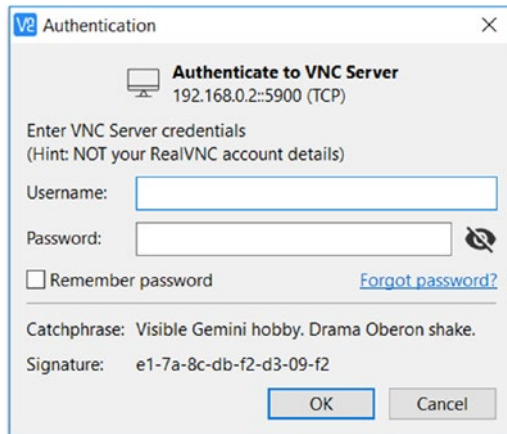 V2 Authentication
Authenticate to VNC Server
192.168.0.2::5900 (TCP)
Enter VNC Server credentials
(Hint: NOT your RealVNC account details)
Username:
Password:
Remember password Forgot password?
Catchphrase: Visible Gemini hobby. Drama Oberon shake.
Signature: e1-7a-8c-db-f2-d3-09-f2
OK Cancel